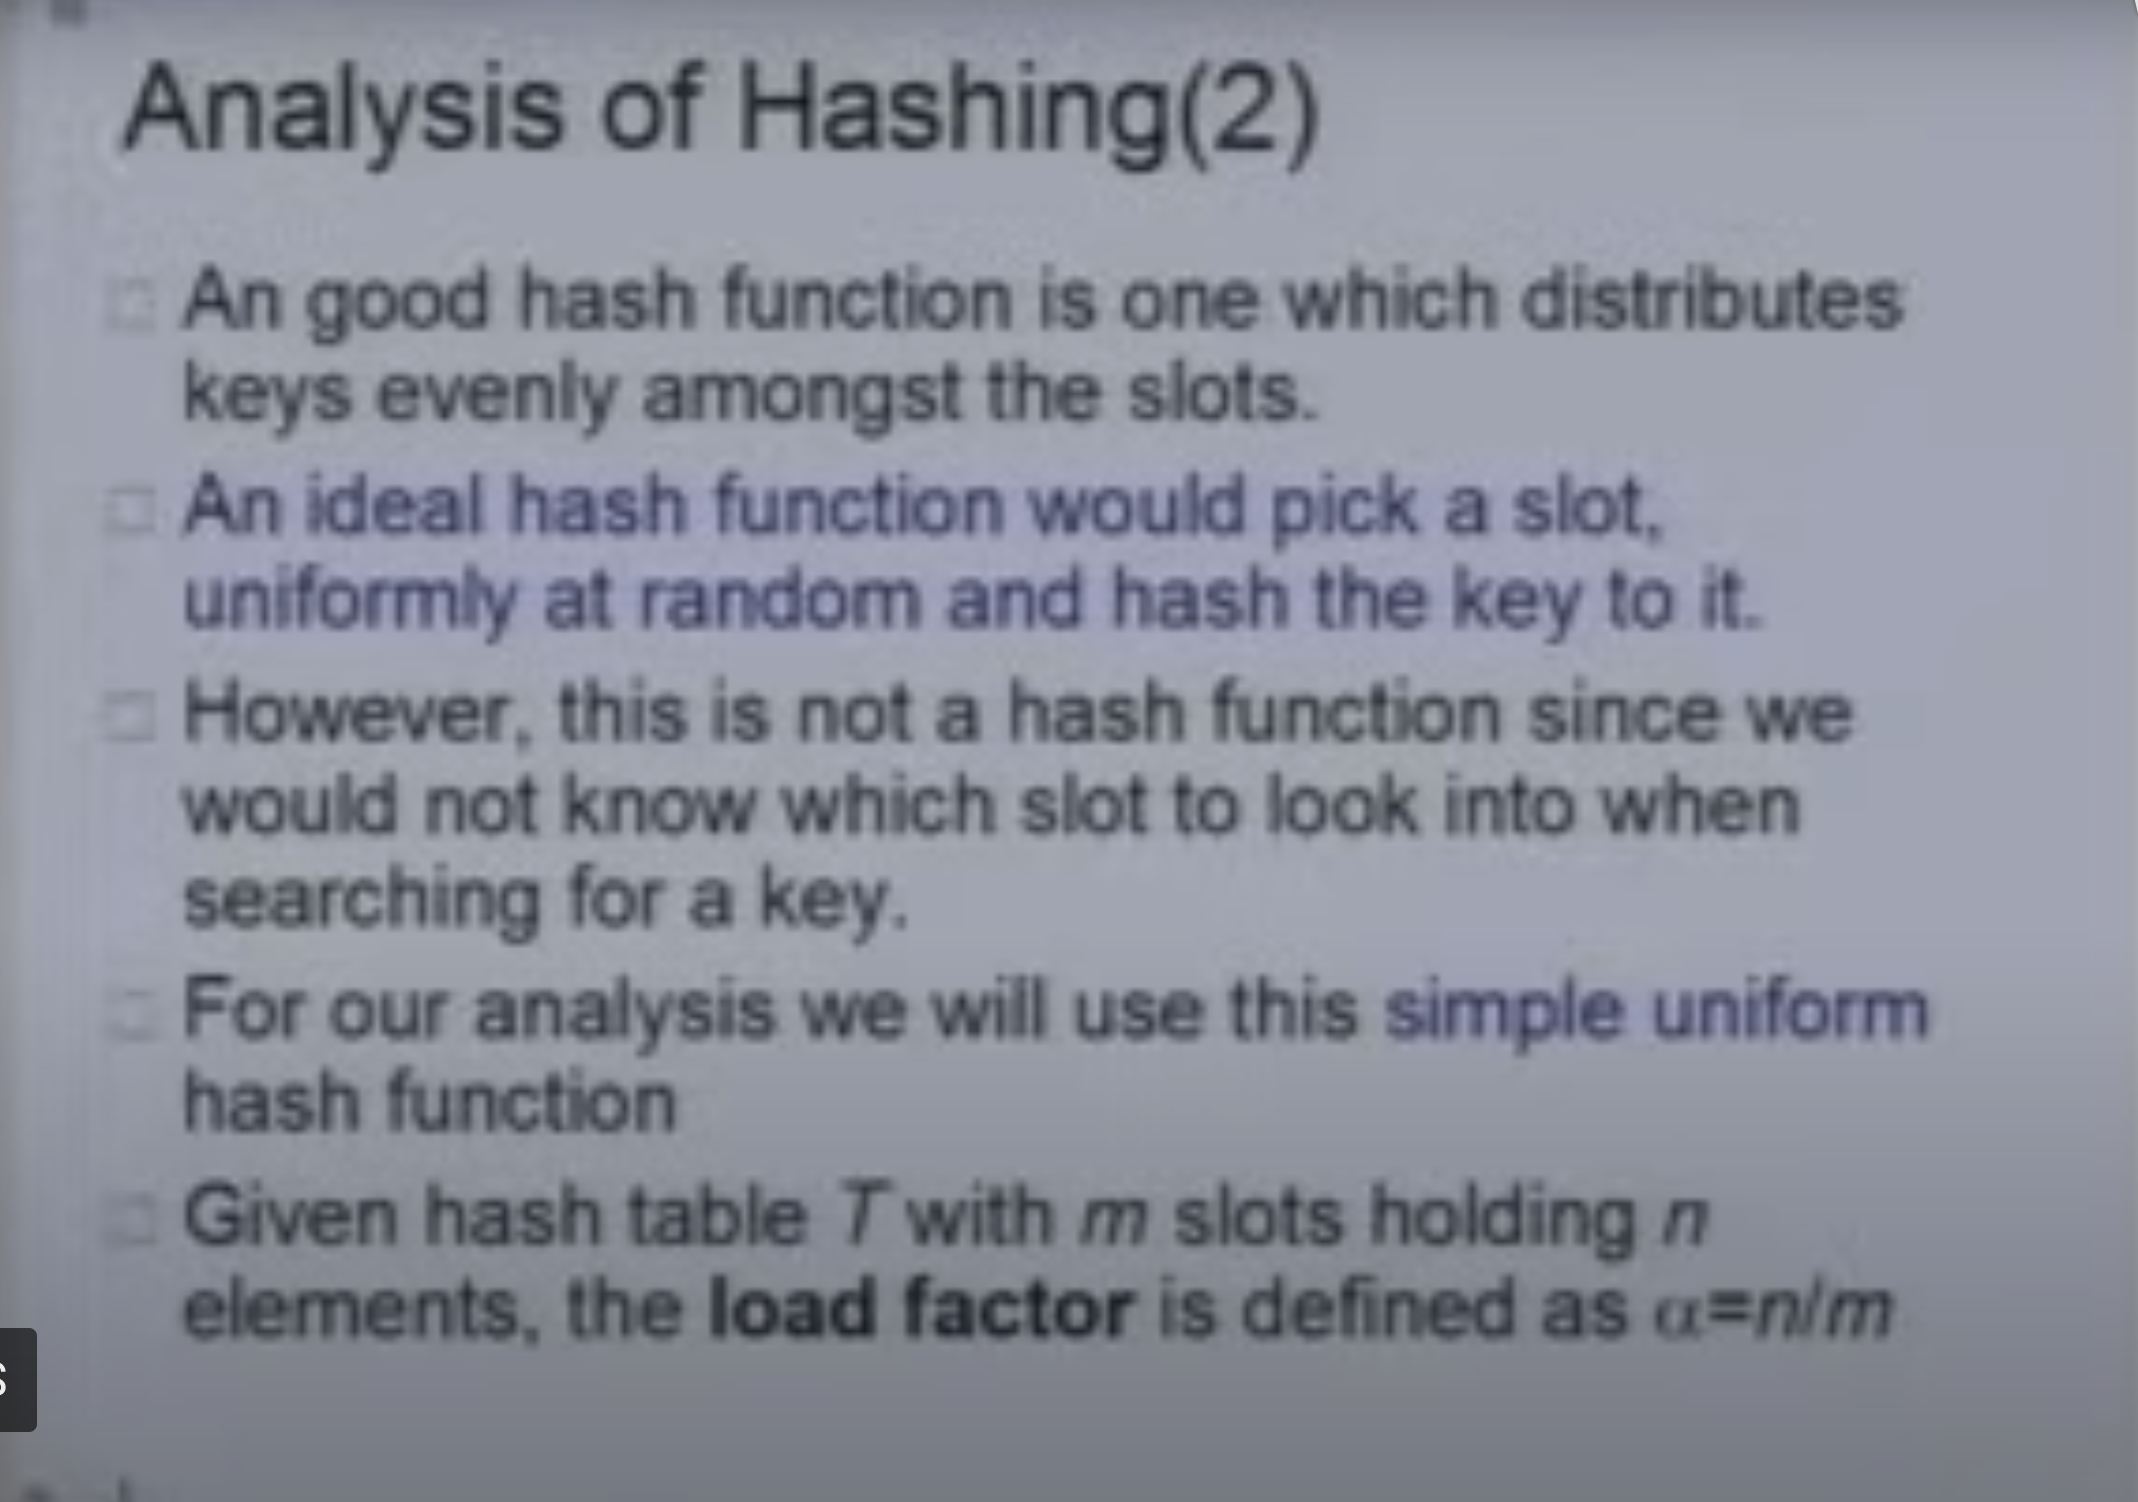 Analysis of Hashing(2)
An good hash function is one which distributes
keys evenly amongst the slots.
An ideal hash function would pick a slot,
uniformly at random and hash the key to it.
However, this is not a hash function since we
would not know which slot to look into when
searching for a key.
For our analysis we will use this simple uniform
hash function
Given hash table T with m slots holding n
elements, the load factor is defined as α=n/m